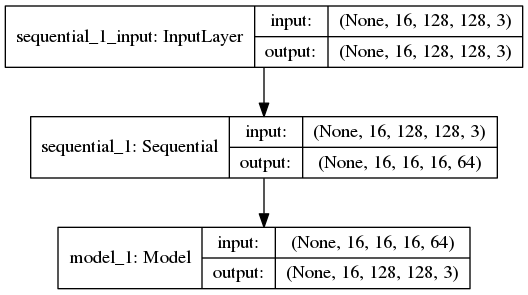 sequential_1_input: InputLayer
input:
(None, 16, 128, 128, 3)
output:
(None, 16, 128, 128, 3)
sequential_1: Sequential
input:
(None, 16, 128, 128, 3)
output:
(None, 16, 16, 16, 64)
model_1: Model
input:
(None, 16, 16, 16, 64)
output:
(None, 16, 128, 128, 3)